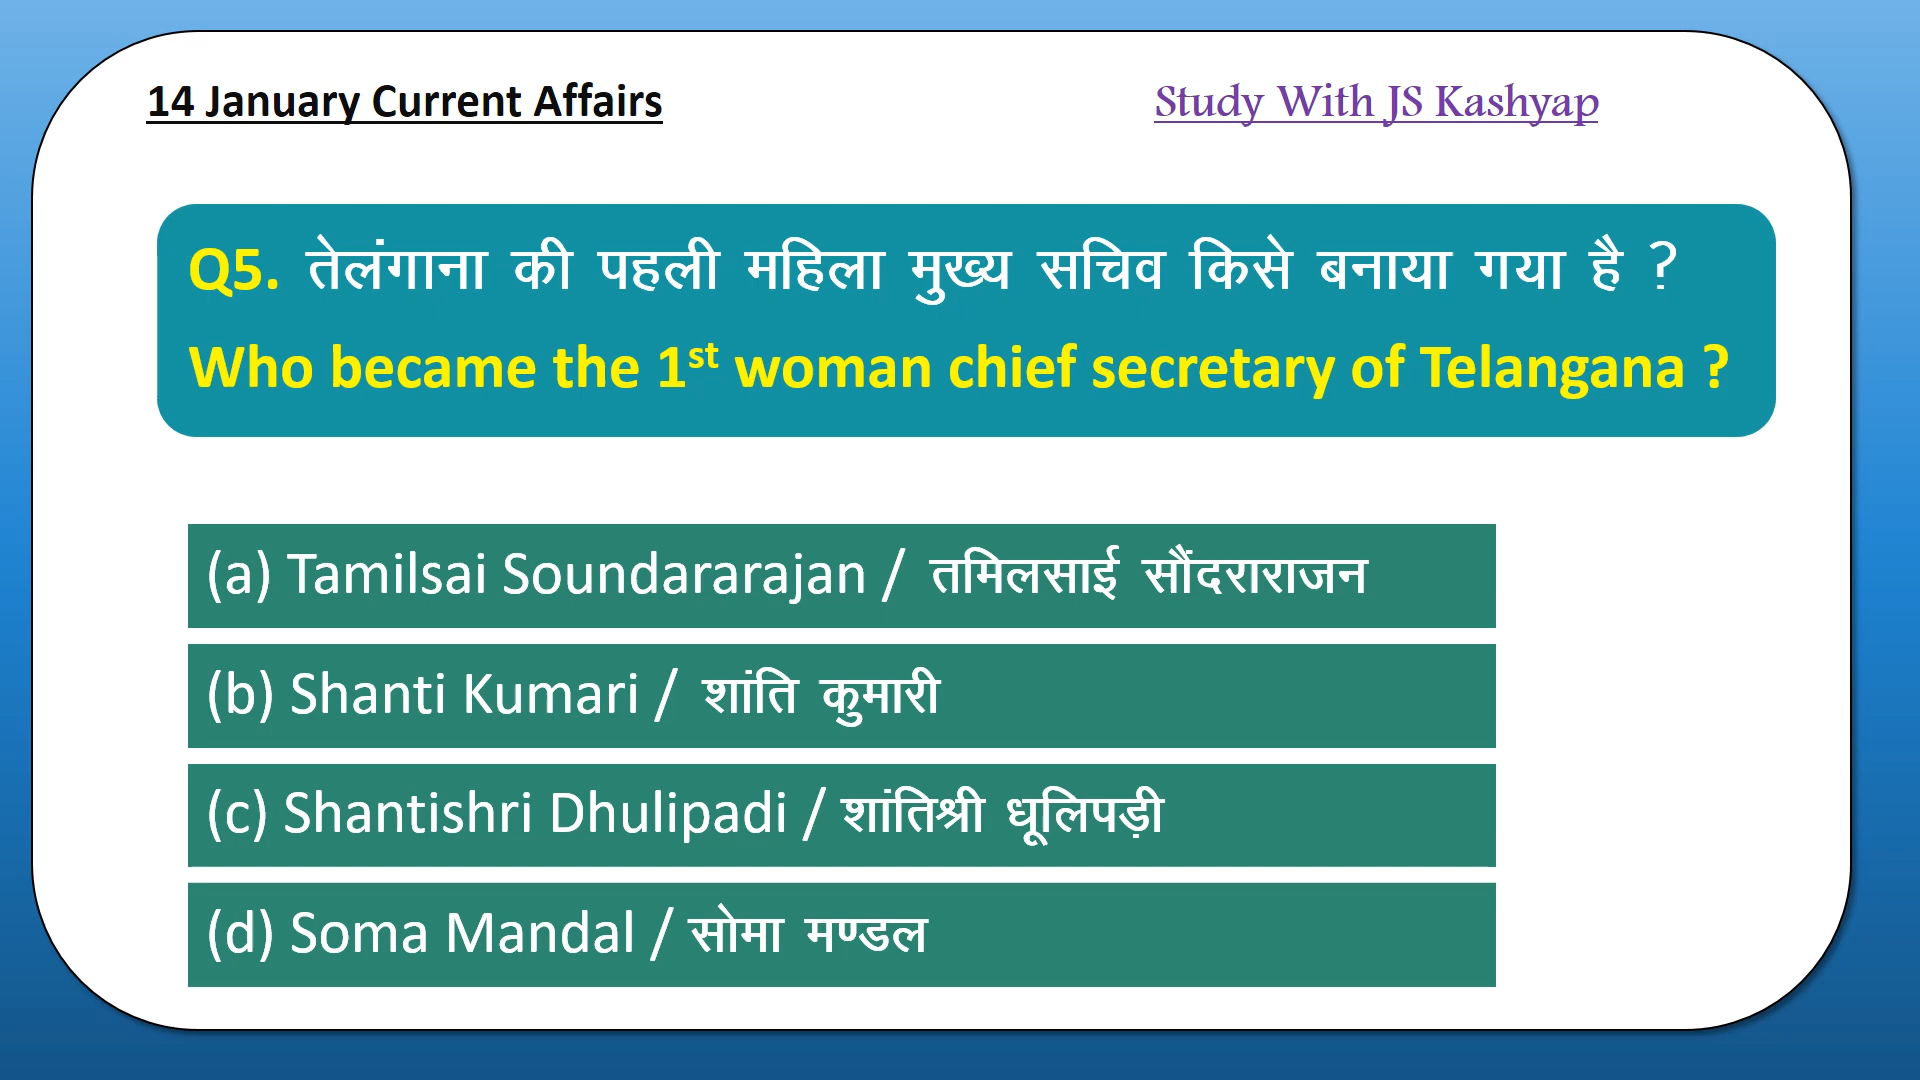 14 January Current Affairs
Study With JS Kashyap
Q5. तेलंगाना की पहली महिला मुख्य सचिव किसे बनाया गया है ?
Who became the 1st woman chief secretary of Telangana ?
(a) Tamilsai Soundararajan / तमिलसाई सौंदराराजन
(b) Shanti Kumari / शांति कुमारी
(c) Shantishri Dhulipadi / शांतिश्री धूलिपड़ी
(d) Soma Mandal / सोमा मण्डल